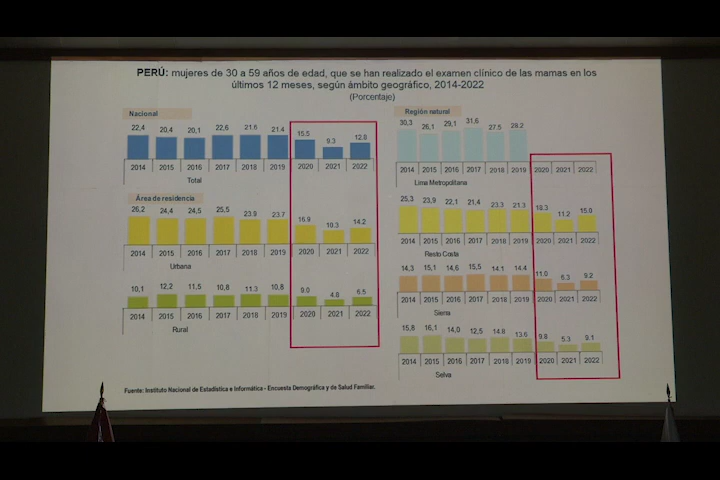 PERÚ: mujeres de 30 a 59 años de edad, que se han realizado el examen clínico de las mamas en los
últimos 12 meses, según ámbito geográfico, 2014-2022
(Porcentaje)
Nacional
22,4 20,4 20,1 22,6 21.6 21.4 15.5 9.3 12.8
2014 2015 2016 2017 2018 2019 2020 2021 2022
Total
Área de residencia
26,2 24,4 24,5 25,5 23.9 23.7 16.9 10.3 14.2
2014 2015 2016 2017 2018 2019 2020 2021 2022
Urbana
10,1 12,2 11,5 10,8 11.3 10,8 9.0 4.8 6.5
2014 2015 2016 2017 2018 2019 2020 2021 2022
Rural
Región natural
30,3 26,1 29,1 31,6 27.5 28.2
2014 2015 2016 2017 2018 2019 2020 2021 2022
Lima Metropolitana
25,3 23,9 22,1 21,4 23.3 21.3 18.3 11.2 15.0
2014 2015 2016 2017 2018 2019 2020 2021 2022
Resto Costa
14,3 15,1 14,6 15,5 14.1 14.4 11.0 6.3 9.2
2014 2015 2016 2017 2018 2019 2020 2021 2022
Sierra
15,8 16,1 14,0 12,5 14.8 13.6 9.8 5.3 9.1
2014 2015 2016 2017 2018 2019 2020 2021 2022
Selva
Fuente: Instituto Nacional de Estadística e Informática - Encuesta Demográfica y de Salud Familiar.